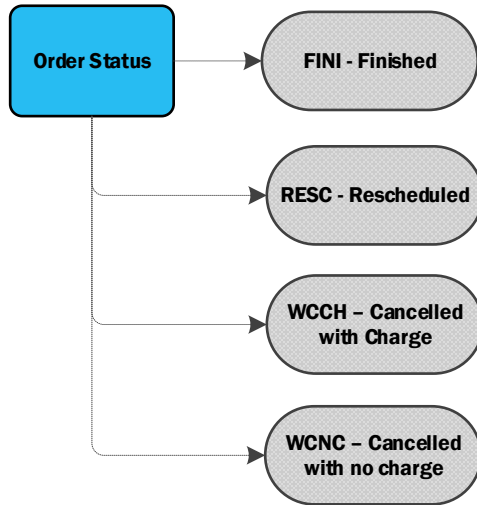 Order Status
FINI - Finished
RESC - Rescheduled
WCCH – Cancelled
with Charge
WCNC – Cancelled
with no charge